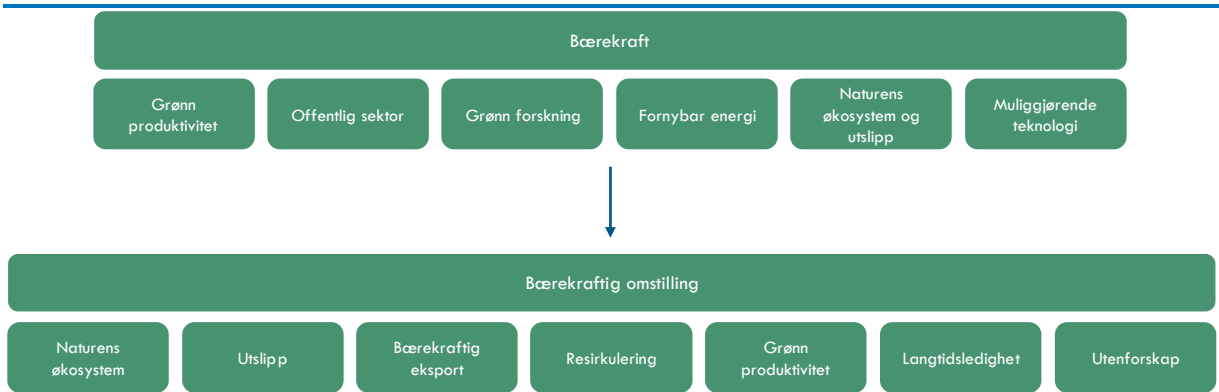 Bærekraft
Grønn
produktivitet
Offentlig sektor
Grønn forskning
Fornybar energi
Naturens
økosystem og
utslipp
Muliggjørende
teknologi
Bærekraftig omstilling
Naturens
økosystem
Utslipp
Bærekraftig
eksport
Resirkulering
Grønn
produktivitet
Langtidsledighet
Utenforskap